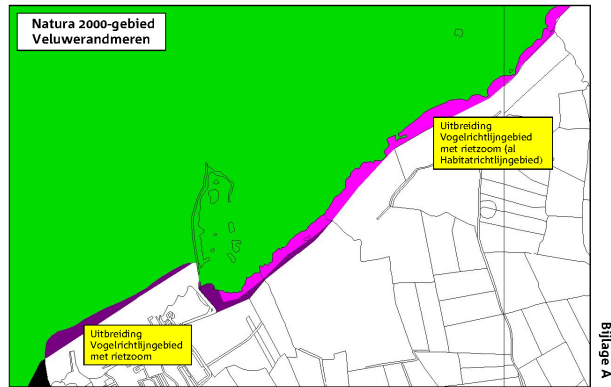 Natura 2000-gebied
Veluwerandmeren
Uitbreiding
Vogelrichtlijngebied
met rietzoom (al
Habitatrichtlijngebied)
Uitbreiding
Vogelrichtlijngebied
met rietzoom
Bijlage A